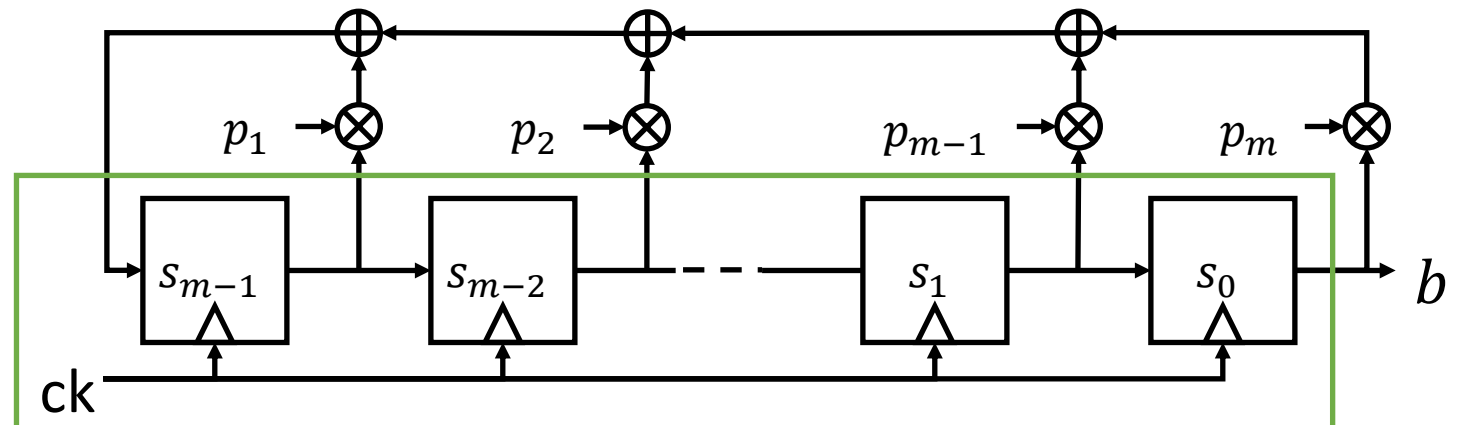 p₁ p₂ pₘ₋₁ pₘ
sₘ₋₁ sₘ₋₂ s₁ s₀ b
ck